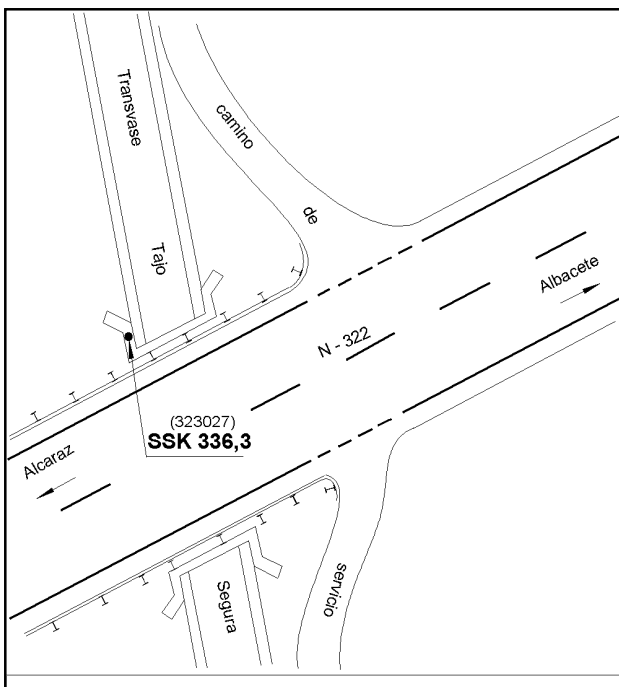 Transvase
Tajo
camino
de
Albacete
N - 322
(323027)
SSK 336,3
Alcaraz
Segura
servicio